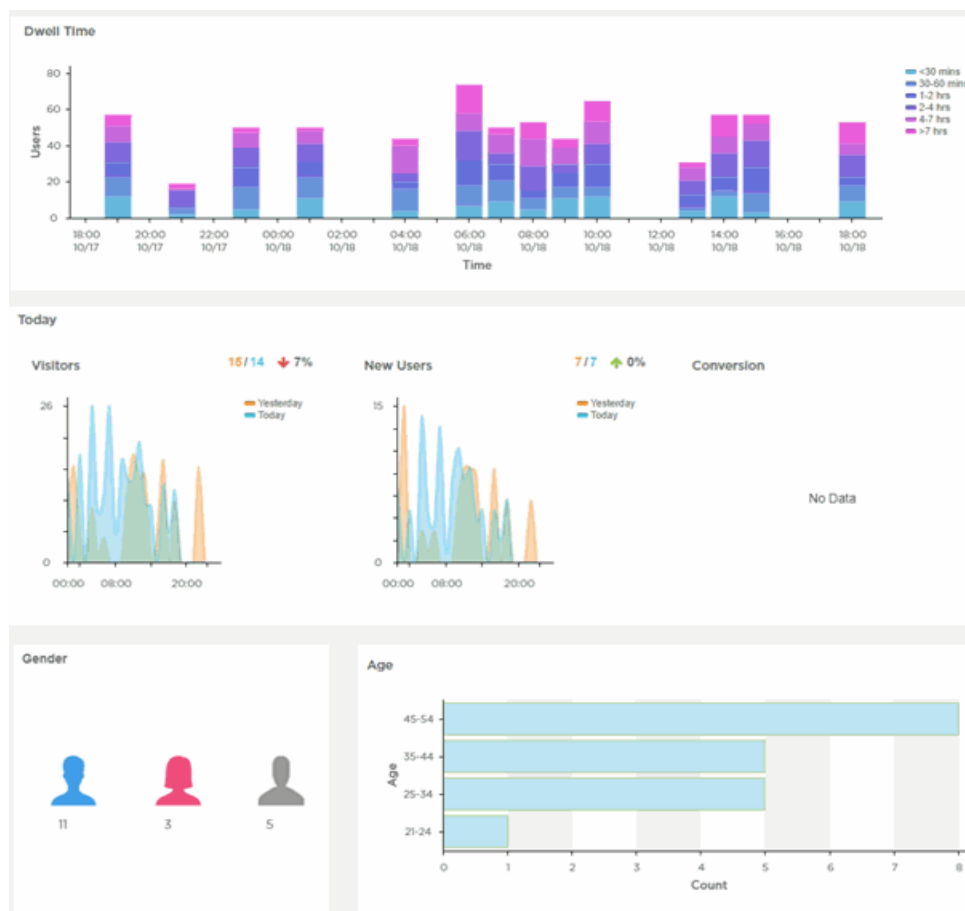 Dwell Time
80
60
40
20
0
Users
<30 mins
30-60 mins
1-2 hrs
2-4 hrs
4-7 hrs
>7 hrs
18:00 20:00 22:00 00:00 02:00 04:00 06:00 08:00 10:00 12:00 14:00 16:00 18:00
10/17 10/17 10/17 10/18 10/18 10/18 10/18 10/18 10/18 10/18 10/18 10/18 10/18
Time
Today
Visitors
15/14 7%
Yesterday
Today
26
0
00:00 08:00 20:00
New Users
7/7 0%
Yesterday
Today
15
0
00:00 08:00 20:00
Conversion
No Data
Gender
11 3 5
Age
Age
45-54
35-44
25-34
21-24
0 1 2 3 4 5 6 7 8
Count